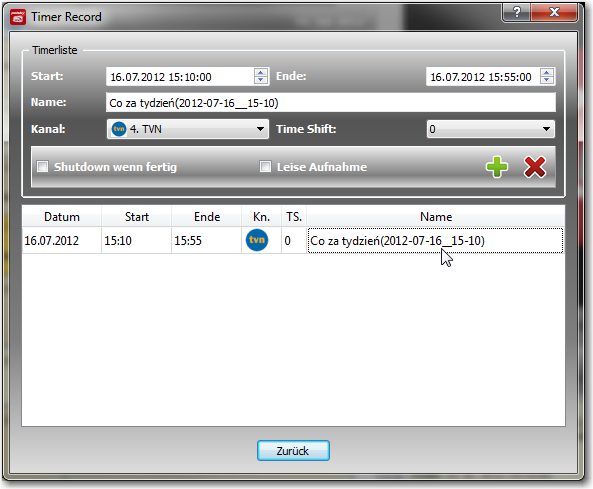 Timer Record
Timerliste
Start: 16.07.2012 15:10:00 Ende: 16.07.2012 15:55:00
Name: Co za tydzień(2012-07-16__15-10)
Kanal: tvn 4. TVN Time Shift: 0
Shutdown wenn fertig Leise Aufnahme
Datum Start Ende Kn. TS. Name
16.07.2012 15:10 15:55 tvn 0 Co za tydzień(2012-07-16__15-10)
Zurück